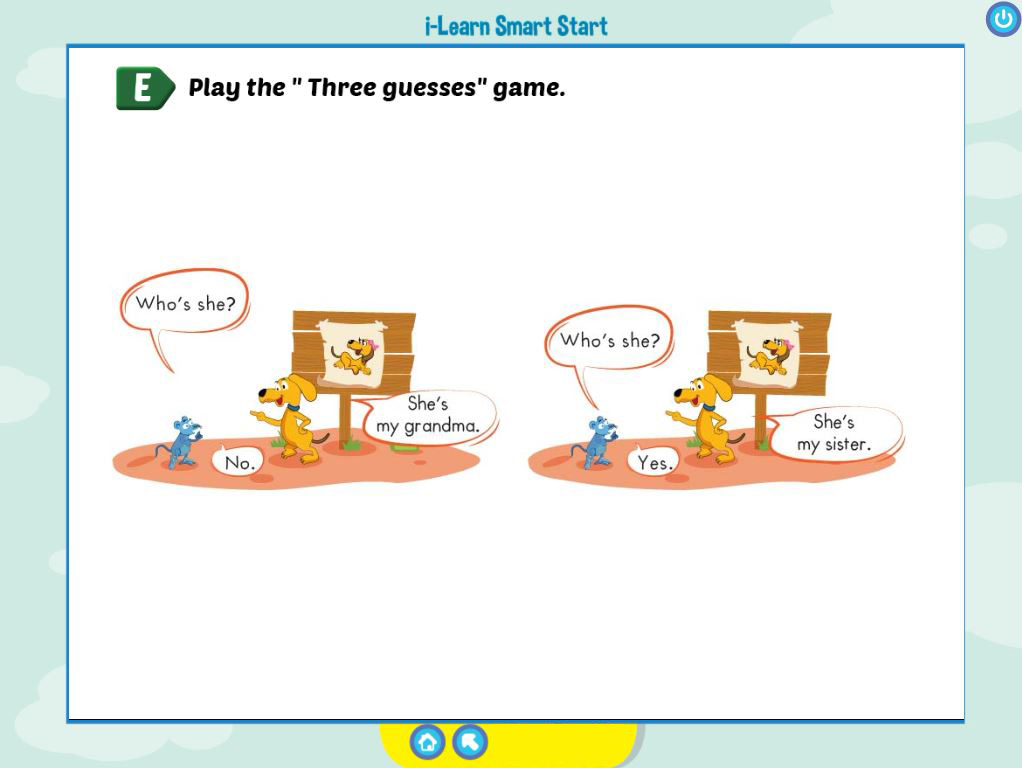 i-Learn Smart Start
E
Play the " Three guesses" game.
Who's she?
She's
my grandma.
No.
Who's she?
She's
my sister.
Yes.